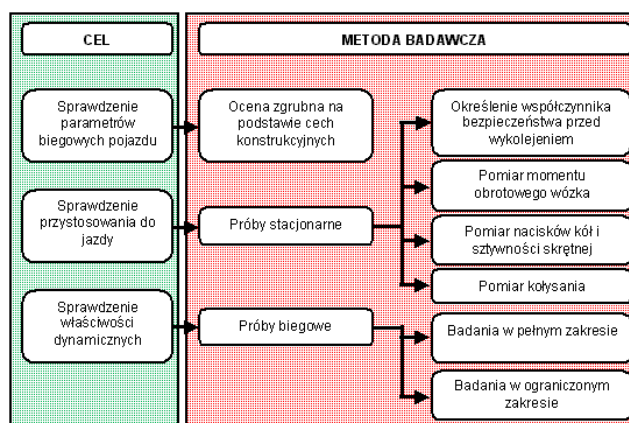 CEL
METODA BADAWCZA
Sprawdzenie
parametrów
biegowych pojazdu
Ocena zgrubna na
podstawie cech
konstrukcyjnych
Określenie współczynnika
bezpieczeństwa przed
wykolejeniem
Pomiar momentu
obrotowego wózka
Sprawdzenie
przystosowania do
jazdy
Próby stacjonarne
Pomiar nacisków kół i
sztywności skrętnej
Pomiar kołysania
Sprawdzenie
właściwości
dynamicznych
Próby biegowe
Badania w pełnym zakresie
Badania w ograniczonym
zakresie